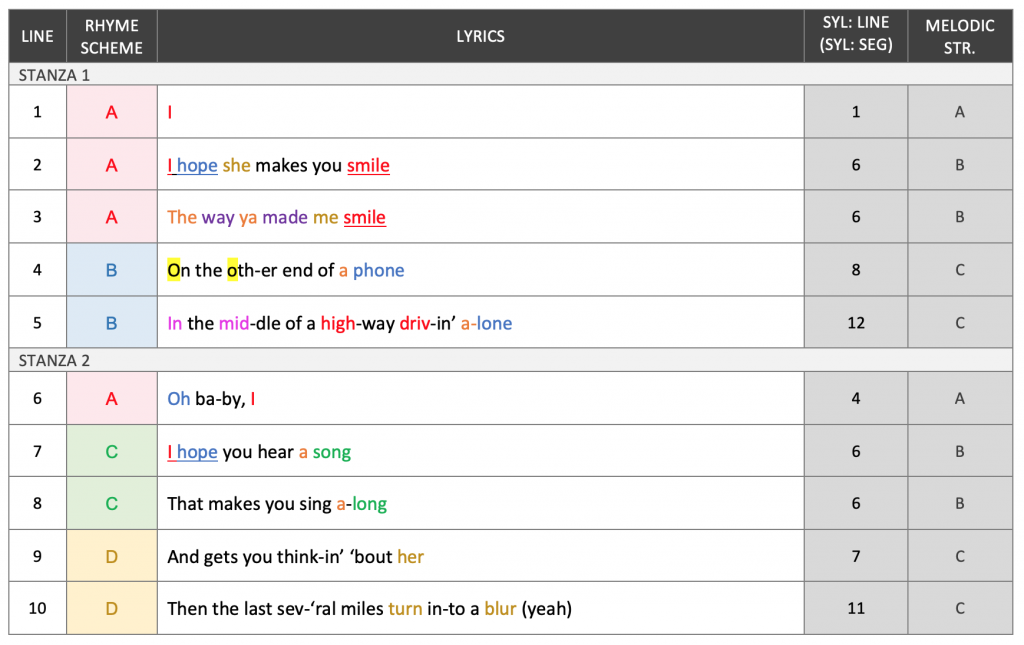 LINE RHYME SCHEME LYRICS SYL: LINE (SYL: SEG) MELODIC STR.
STANZA 1
1 A I 1 A
2 A I hope she makes you smile 6 B
3 A The way ya made me smile 6 B
4 B On the oth-er end of a phone 8 C
5 B In the mid-dle of a high-way driv-in’ a-lone 12 C
STANZA 2
6 A Oh ba-by, I 4 A
7 C I hope you hear a song 6 B
8 C That makes you sing a-long 6 B
9 D And gets you think-in’ ‘bout her 7 C
10 D Then the last sev-‘ral miles turn in-to a blur (yeah) 11 C